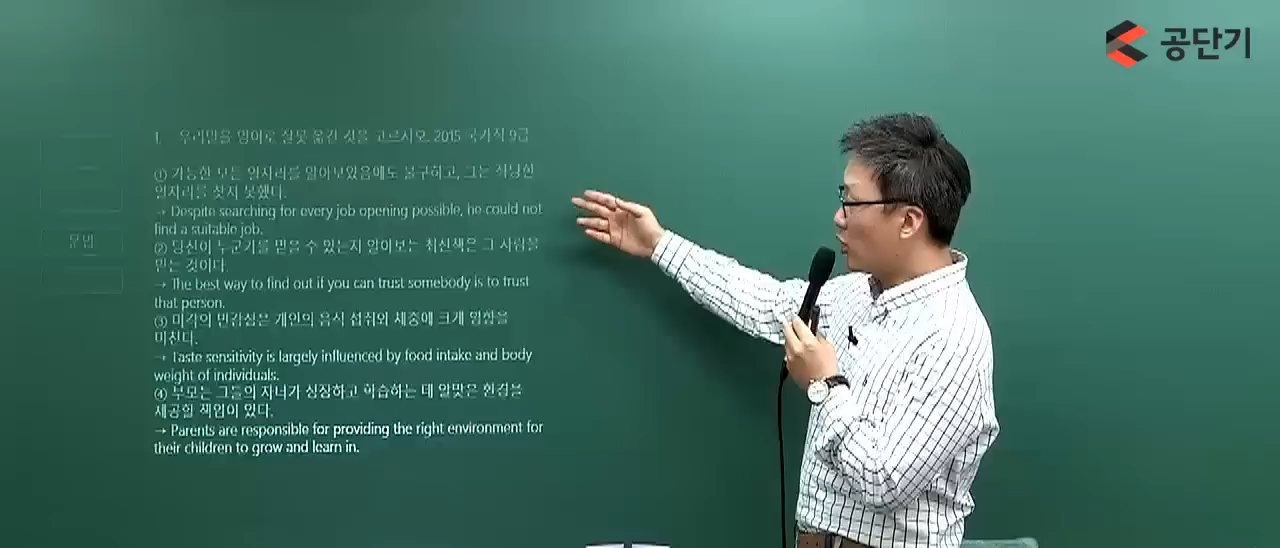 공단기
1. 우리말을 영어로 잘못 옮긴 것을 고르시오. 2015 국가직 9급
① 가능한 모든 일자리를 알아보았음에도 불구하고, 그는 적당한
일자리를 찾지 못했다.
→ Despite searching for every job opening possible, he could not
find a suitable job.
② 당신이 누군가를 믿을 수 있는지 알아보는 최선책은 그 사람을
믿는 것이다.
→ The best way to find out if you can trust somebody is to trust
that person.
③ 미각의 민감성은 개인의 음식 섭취와 체중에 크게 영향을
미친다.
→ Taste sensitivity is largely influenced by food intake and body
weight of individuals.
④ 부모는 그들의 자녀가 성장하고 학습하는 데 알맞은 환경을
제공할 책임이 있다.
→ Parents are responsible for providing the right environment for
their children to grow and learn in.
문법